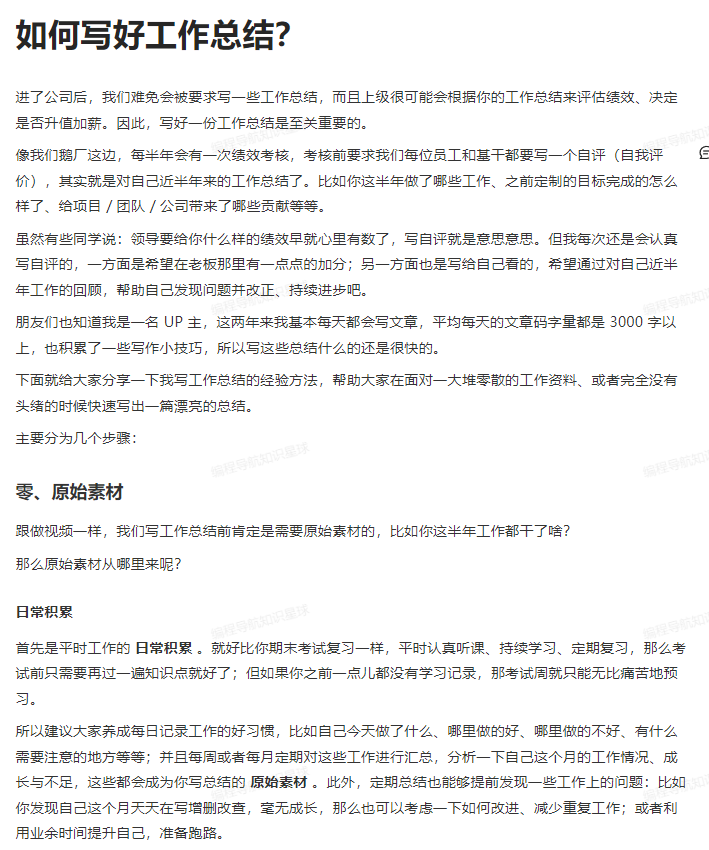 如何写好工作总结？
进了公司后，我们难免会被要求写一些工作总结，而且上级很可能会根据你的工作总结来评估绩效、决定
是否升值加薪。因此，写好一份工作总结是至关重要的。
像我们鹅厂这边，每半年会有一次绩效考核，考核前要求我们每位员工和基干都要写一个自评（自我评
价），其实就是对自己近半年来的工作总结了。比如你这半年做了哪些工作、之前定制的目标完成的怎么
样了、给项目 / 团队 / 公司带来了哪些贡献等等。
虽然有些同学说：领导要给你什么样的绩效早就心里有数了，写自评就是意思意思。但我每次还是会认真
写自评的，一方面是希望在老板那里有一点点的加分；另一方面也是写给自己看的，希望通过对自己近半
年工作的回顾，帮助自己发现问题并改正、持续进步吧。
朋友们也知道我是一名 UP 主，这两年来我基本每天都会写文章，平均每天的文章码字量都是 3000 字以
上，也积累了一些写作小技巧，所以写这些总结什么的还是很快的。
下面就给大家分享一下我写工作总结的经验方法，帮助大家在面对一大堆零散的工作资料、或者完全没有
头绪的时候快速写出一篇漂亮的总结。
主要分为几个步骤：
编程导航知识星球
零、原始素材
跟做视频一样，我们写工作总结前肯定是需要原始素材的，比如你这半年工作都干了啥？
那么原始素材从哪里来呢？
日常积累
首先是平时工作的 日常积累 。就好比你期末考试复习一样，平时认真听课、持续学习、定期复习，那么考
试前只需要再过一遍知识点就好了；但如果你之前一点儿都没有学习记录，那考试周就只能无比痛苦地预
习。
所以建议大家养成每日记录工作的好习惯，比如自己今天做了什么、哪里做的好、哪里做的不好、有什么
需要注意的地方等等；并且每周或者每月定期对这些工作进行汇总，分析一下自己这个月的工作情况、成
长与不足，这些都会成为你写总结的 原始素材 。此外，定期总结也能够提前发现一些工作上的问题：比如
你发现自己这个月天天在写增删改查，毫无成长，那么也可以考虑一下如何改进、减少重复工作；或者利
用业余时间提升自己，准备跑路。